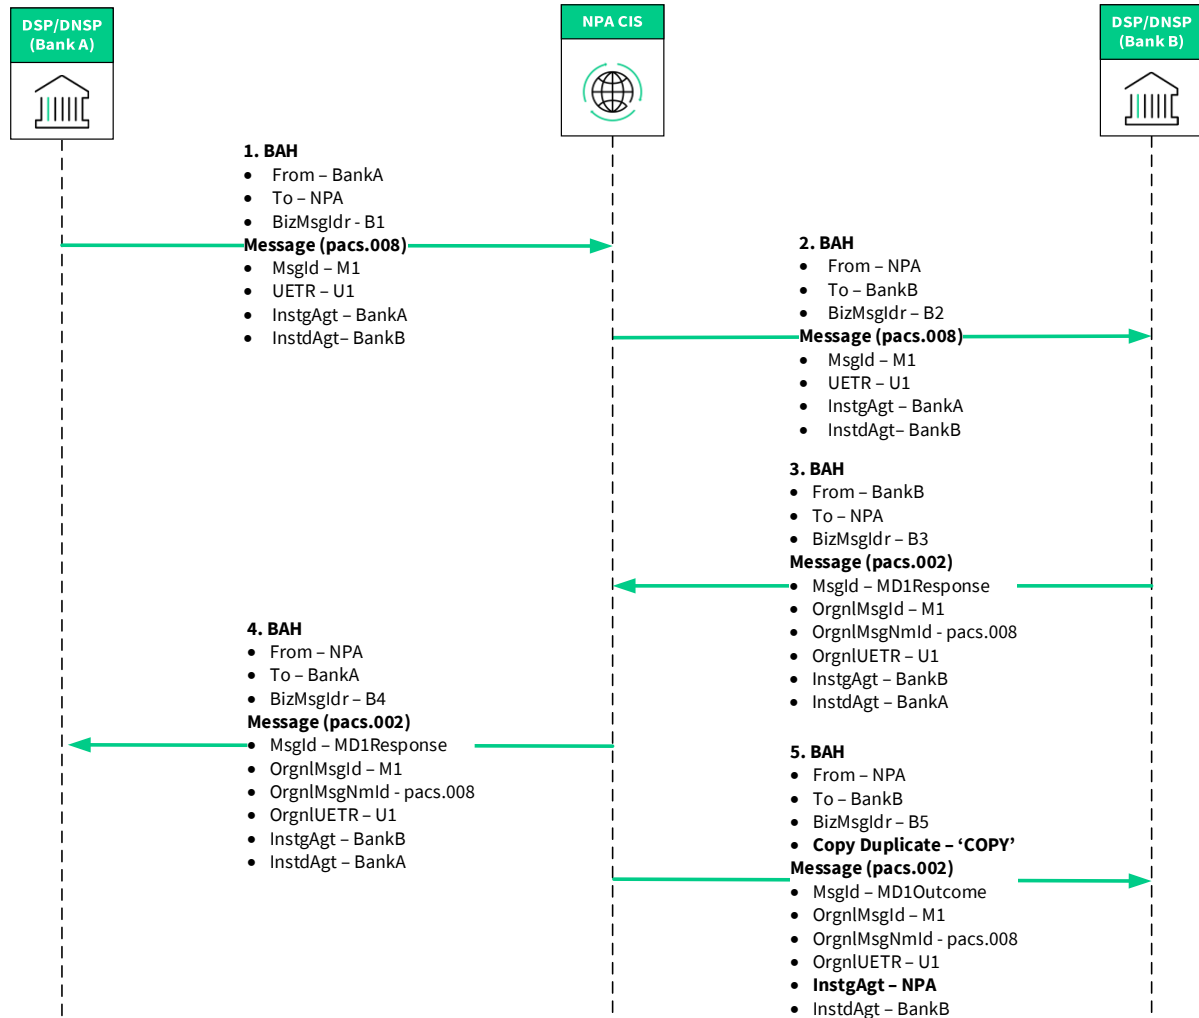 DSP/DNSP
(Bank A)
NPA CIS
DSP/DNSP
(Bank B)
1. BAH
• From – BankA
• To – NPA
• BizMsgIdr - B1
Message (pacs.008)
• MsgId – M1
• UETR – U1
• InstgAgt – BankA
• InstdAgt– BankB
2. BAH
• From – NPA
• To – BankB
• BizMsgIdr – B2
Message (pacs.008)
• MsgId – M1
• UETR – U1
• InstgAgt – BankA
• InstdAgt– BankB
3. BAH
• From – BankB
• To – NPA
• BizMsgIdr – B3
Message (pacs.002)
• MsgId – MD1Response
• OrgnlMsgId – M1
• OrgnlMsgNmId - pacs.008
• OrgnlUETR – U1
• InstgAgt – BankB
• InstdAgt – BankA
4. BAH
• From – NPA
• To – BankA
• BizMsgIdr – B4
Message (pacs.002)
• MsgId – MD1Response
• OrgnlMsgId – M1
• OrgnlMsgNmId - pacs.008
• OrgnlUETR – U1
• InstgAgt – BankB
• InstdAgt – BankA
5. BAH
• From – NPA
• To – BankB
• BizMsgIdr – B5
• Copy Duplicate – ‘COPY’
Message (pacs.002)
• MsgId – MD1Outcome
• OrgnlMsgId – M1
• OrgnlMsgNmId - pacs.008
• OrgnlUETR – U1
• InstgAgt – NPA
• InstdAgt – BankB